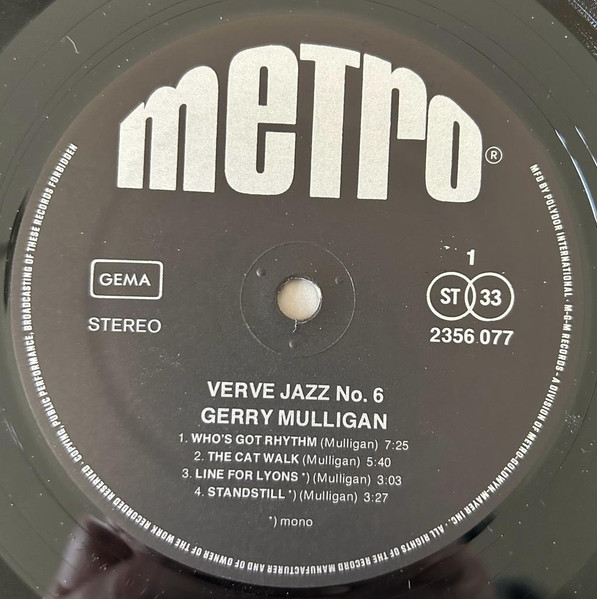 metro®
GEMA
STEREO
1
ST 33
2356 077
VERVE JAZZ No. 6
GERRY MULLIGAN
1. WHO'S GOT RHYTHM (Mulligan) 7:25
2. THE CAT WALK (Mulligan) 5:40
3. LINE FOR LYONS *) (Mulligan) 3:03
4. STANDSTILL *) (Mulligan) 3:27
*) mono
MFD BY POLYDOR INTERNATIONAL · M-G-M RECORDS - A DIVISION OF METRO-GOLDWYN-MAYER INC. · ALL RIGHTS OF THE RECORD MANUFACTURER AND OF OWNER OF THE WORK RECORDED RESERVED · COPYING, PUBLIC PERFORMANCE, BROADCASTING OF THESE RECORDS FORBIDDEN